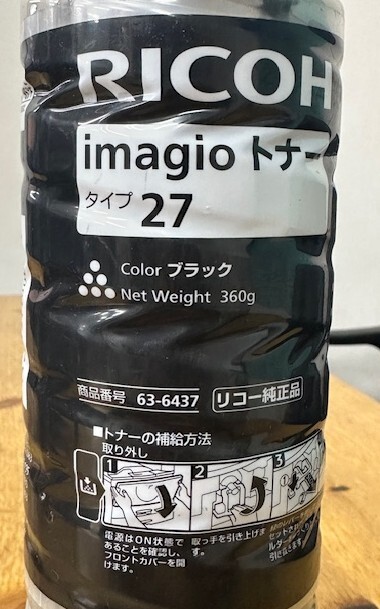 RICOH
imagio トナー
タイプ 27
Color ブラック
Net Weight 360g
商品番号 63-6437 リコー純正品
■トナーの補給方法
取り外し
1 2 3
電源はON状態で
あることを確認し、
フロントカバーを開
けます。
取っ手を引き上げま
す。